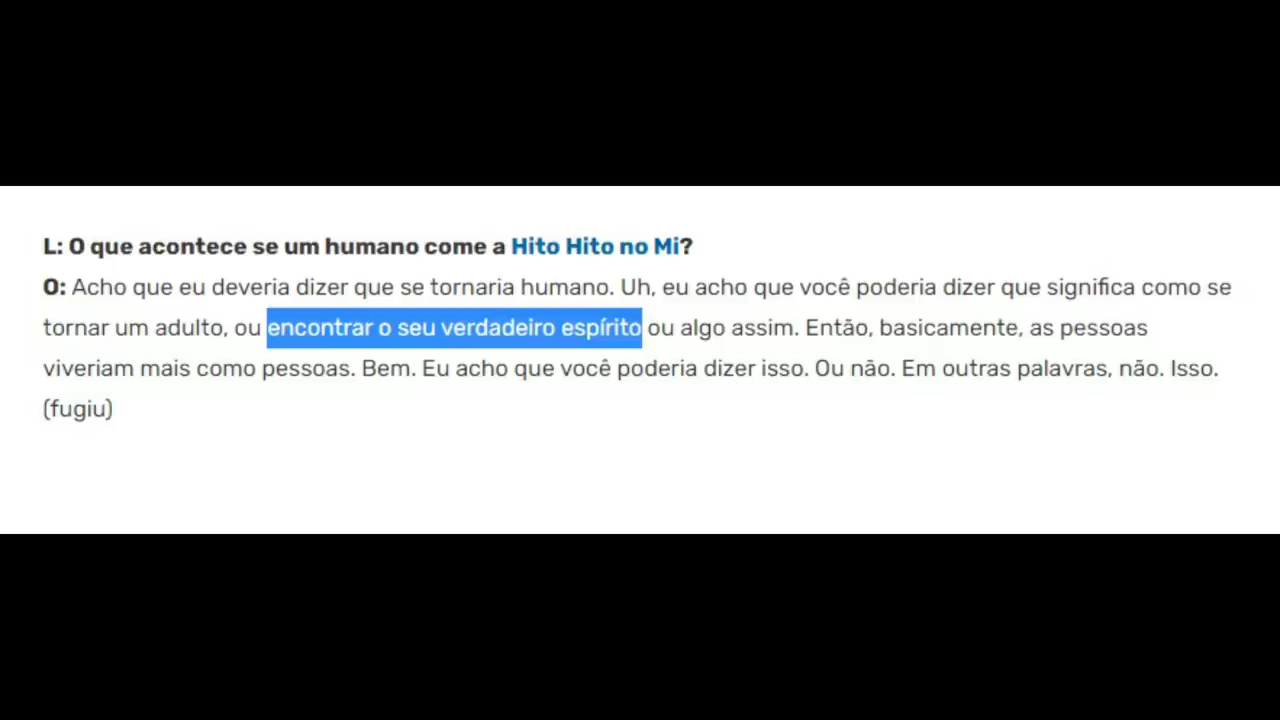 L: O que acontece se um humano come a Hito Hito no Mi?
O: Acho que eu deveria dizer que se tornaria humano. Uh, eu acho que você poderia dizer que significa como se
tornar um adulto, ou encontrar o seu verdadeiro espírito ou algo assim. Então, basicamente, as pessoas
viveriam mais como pessoas. Bem. Eu acho que você poderia dizer isso. Ou não. Em outras palavras, não. Isso.
(fugiu)